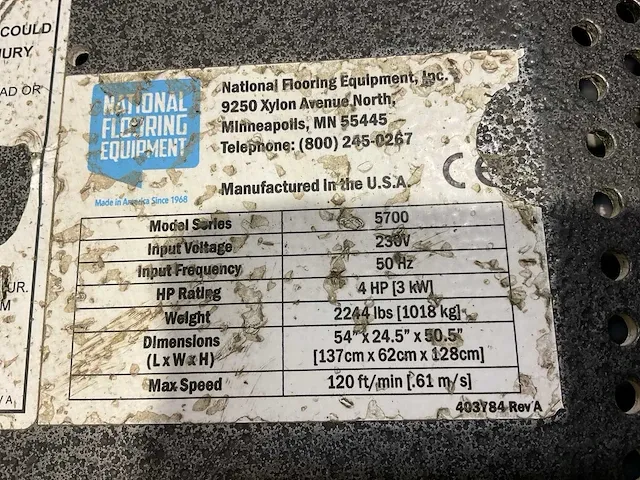 COULD
JURY
AD OR
UR.
M
V A
NATIONAL
FLOORING
EQUIPMENT
Made in America Since 1968
National Flooring Equipment, Inc.
9250 Xylon Avenue North,
Minneapolis, MN 55445
Telephone: (800) 245-0267
Manufactured in the U.S.A.
CE
Model Series 5700
Input Voltage 230V
Input Frequency 50 Hz
HP Rating 4 HP [3 kW]
Weight 2244 lbs [1018 kg]
Dimensions (L x W x H) 54" x 24.5" x 50.5" [137cm x 62cm x 128cm]
Max Speed 120 ft/min [.61 m/s]
403784 Rev A